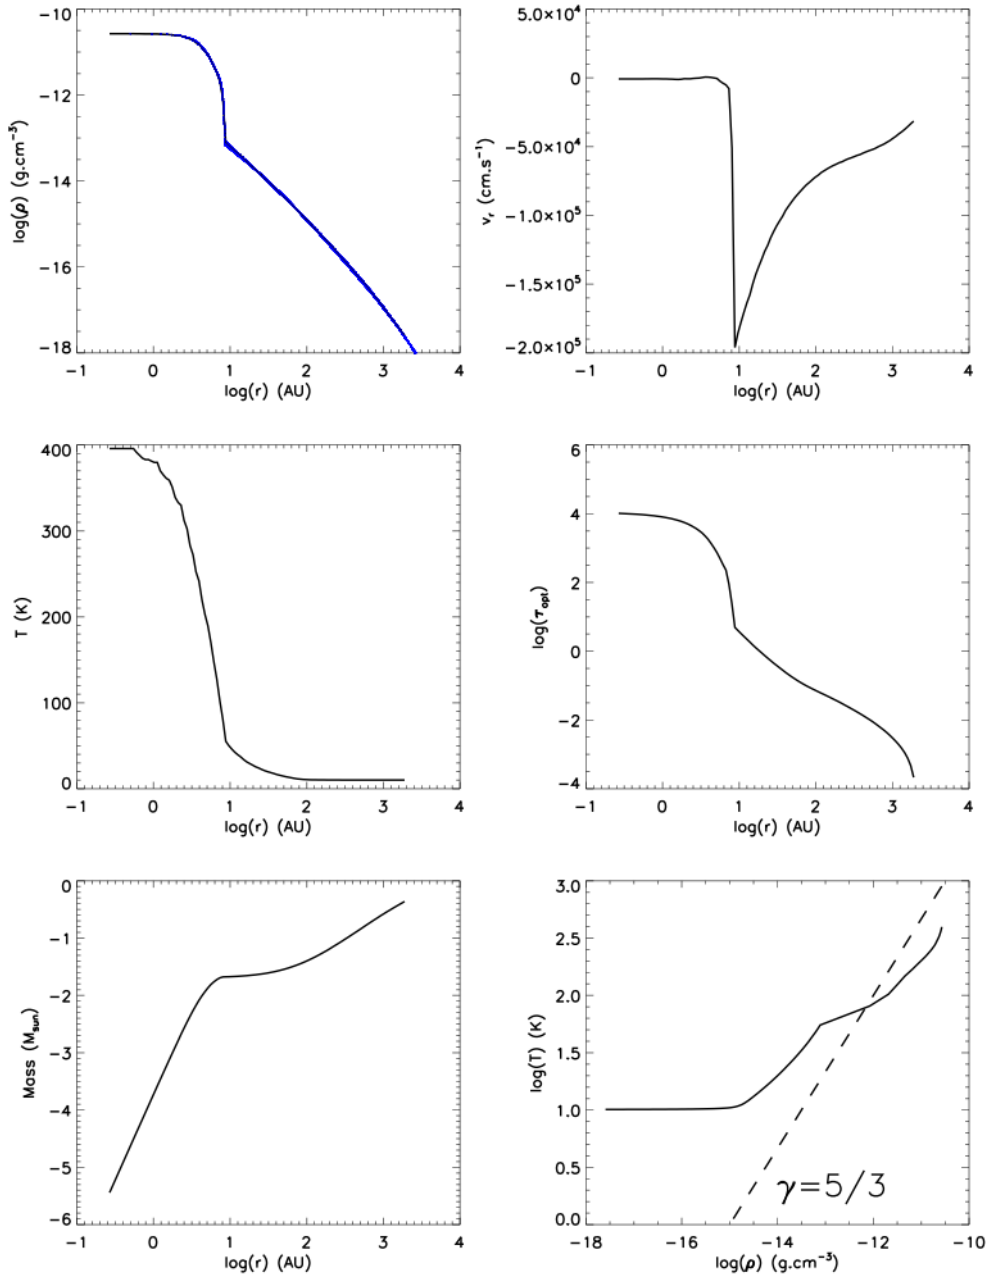 −10
−12
−14
−16
−18
log(ρ) (g.cm⁻³)
−1 0 1 2 3 4
log(r) (AU)
5.0×10⁴
0
−5.0×10⁴
−1.0×10⁵
−1.5×10⁵
−2.0×10⁵
vᵣ (cm.s⁻¹)
−1 0 1 2 3 4
log(r) (AU)
400
300
200
100
0
T (K)
−1 0 1 2 3 4
log(r) (AU)
6
4
2
0
−2
−4
log(τₒₚₜ)
−1 0 1 2 3 4
log(r) (AU)
0
−1
−2
−3
−4
−5
−6
Mass (Mₛᵤₙ)
−1 0 1 2 3 4
log(r) (AU)
3.0
2.5
2.0
1.5
1.0
0.5
0.0
log(T) (K)
γ=5/3
−18 −16 −14 −12 −10
log(ρ) (g.cm⁻³)